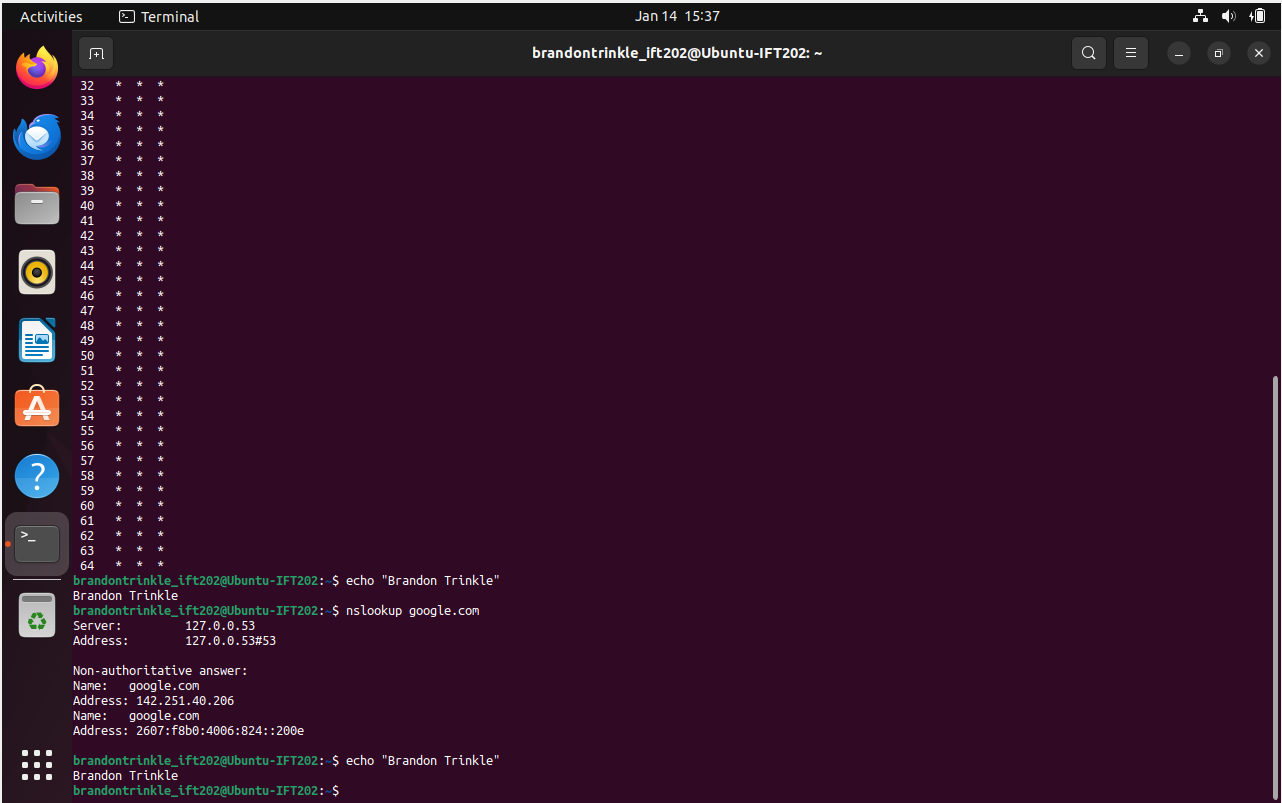 Activities
Terminal
Jan 14 15:37
brandontrinkle_ift202@Ubuntu-IFT202: ~
32 * * *
33 * * *
34 * * *
35 * * *
36 * * *
37 * * *
38 * * *
39 * * *
40 * * *
41 * * *
42 * * *
43 * * *
44 * * *
45 * * *
46 * * *
47 * * *
48 * * *
49 * * *
50 * * *
51 * * *
52 * * *
53 * * *
54 * * *
55 * * *
56 * * *
57 * * *
58 * * *
59 * * *
60 * * *
61 * * *
62 * * *
63 * * *
64 * * *
brandontrinkle_ift202@Ubuntu-IFT202:~$ echo "Brandon Trinkle"
Brandon Trinkle
brandontrinkle_ift202@Ubuntu-IFT202:~$ nslookup google.com
Server: 127.0.0.53
Address: 127.0.0.53#53
Non-authoritative answer:
Name: google.com
Address: 142.251.40.206
Name: google.com
Address: 2607:f8b0:4006:824::200e
brandontrinkle_ift202@Ubuntu-IFT202:~$ echo "Brandon Trinkle"
Brandon Trinkle
brandontrinkle_ift202@Ubuntu-IFT202:~$